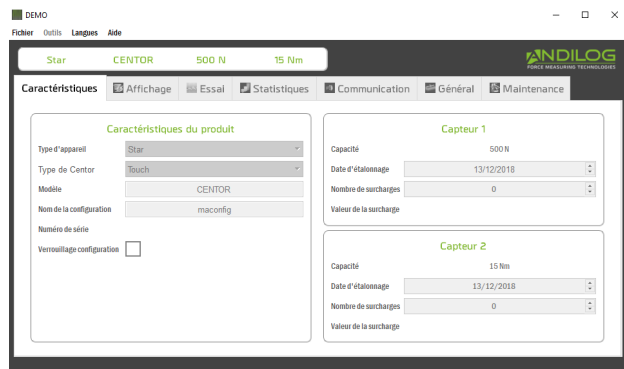 DEMO
Fichier Outils Langues Aide
Star CENTOR 500 N 15 Nm
ANDILOG
FORCE MEASURING TECHNOLOGIES
Caractéristiques Affichage Essai Statistiques Communication Général Maintenance
Caractéristiques du produit
Type d'appareil Star
Type de Centor Touch
Modèle CENTOR
Nom de la configuration maconfig
Numéro de série
Verrouillage configuration
Capteur 1
Capacité 500 N
Date d'étalonnage 13/12/2018
Nombre de surcharges 0
Valeur de la surcharge
Capteur 2
Capacité 15 Nm
Date d'étalonnage 13/12/2018
Nombre de surcharges 0
Valeur de la surcharge